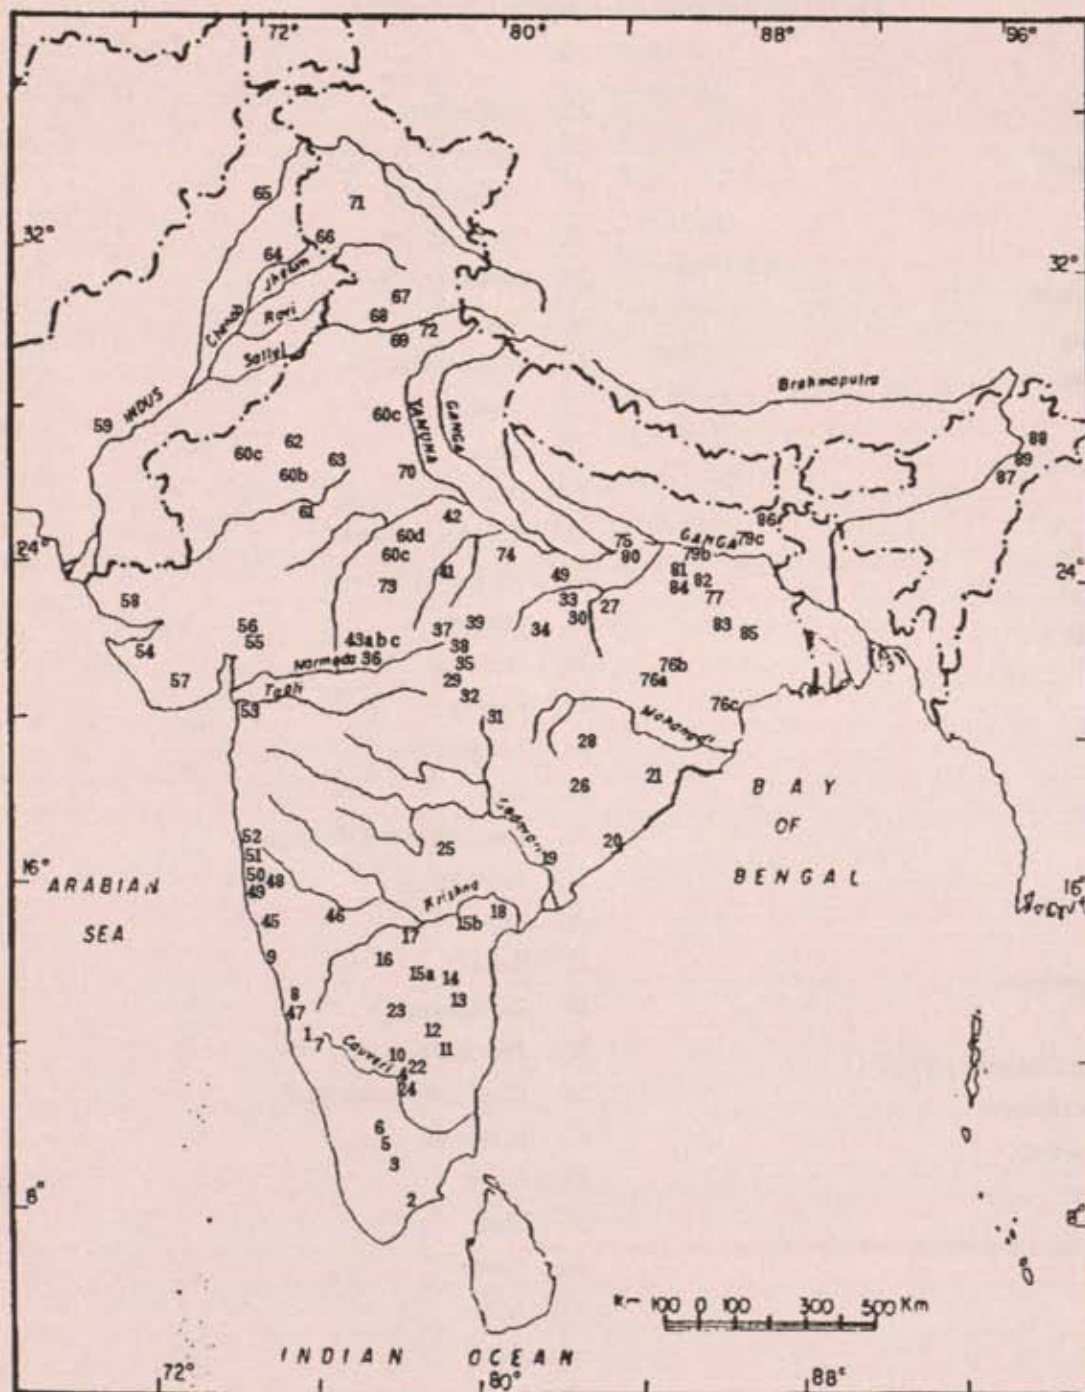 72° 80° 88° 96°
65
71
32° 66
64 32°
Jhelum
67
Chenab Ravi 68
69 72
Sutlej
Brahmaputra
59 INDUS 60c YAMUNA GANGA
62 88
60c 63 89
60b 70 87
61 42 86
24° 60d 75 GANGA 79c
60c 74 80 79b 24°
41 49 81
73 84 82
58 33 27 77
56 37 39 34 30 83 85
54 55 43abc 38
Narmada 36 35 76b
57 29 76a
Tapti 32 76c
53 31 Mahanadi
28
21 BAY
26
Godavari OF
52 20
51 25 19
16° 50 BENGAL 16°
ARABIAN 49 48
Krishna
SEA 45 46 15b 18
17
9 16
15a 14
8 13
47 23
1 12
7 Cauveri 10 11
22
4
24
6
5
3
8° 2 8°
Km 100 0 100 300 500 Km
INDIAN OCEAN
72° 80° 88°